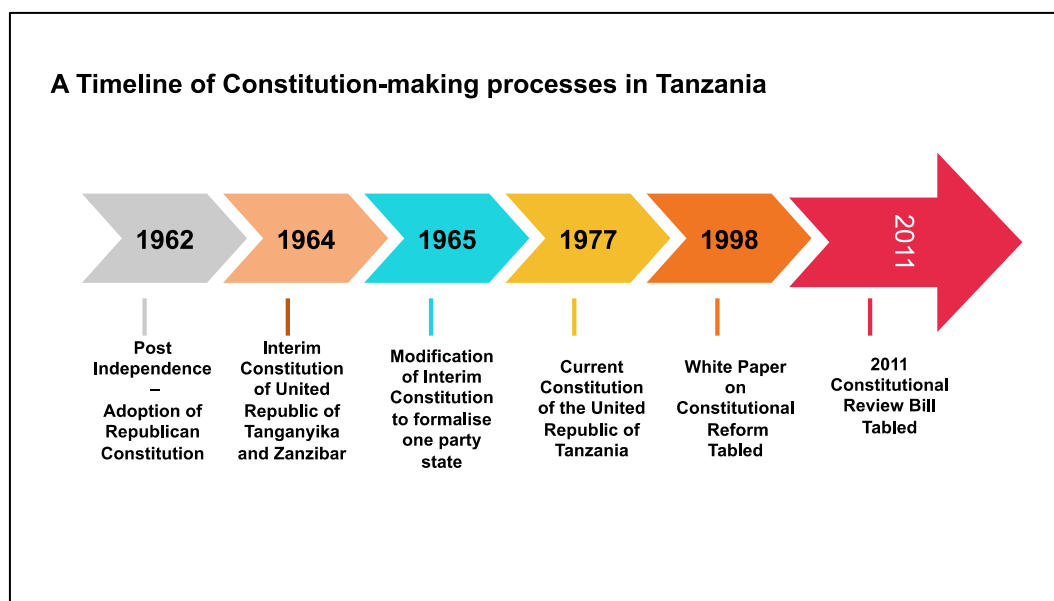 A Timeline of Constitution-making processes in Tanzania
1962
1964
1965
1977
1998
2011
Post
Independence
–
Adoption of
Republican
Constitution
Interim
Constitution
of United
Republic of
Tanganyika
and Zanzibar
Modification
of Interim
Constitution
to formalise
one party
state
Current
Constitution
of the United
Republic of
Tanzania
White Paper
on
Constitutional
Reform
Tabled
2011
Constitutional
Review Bill
Tabled